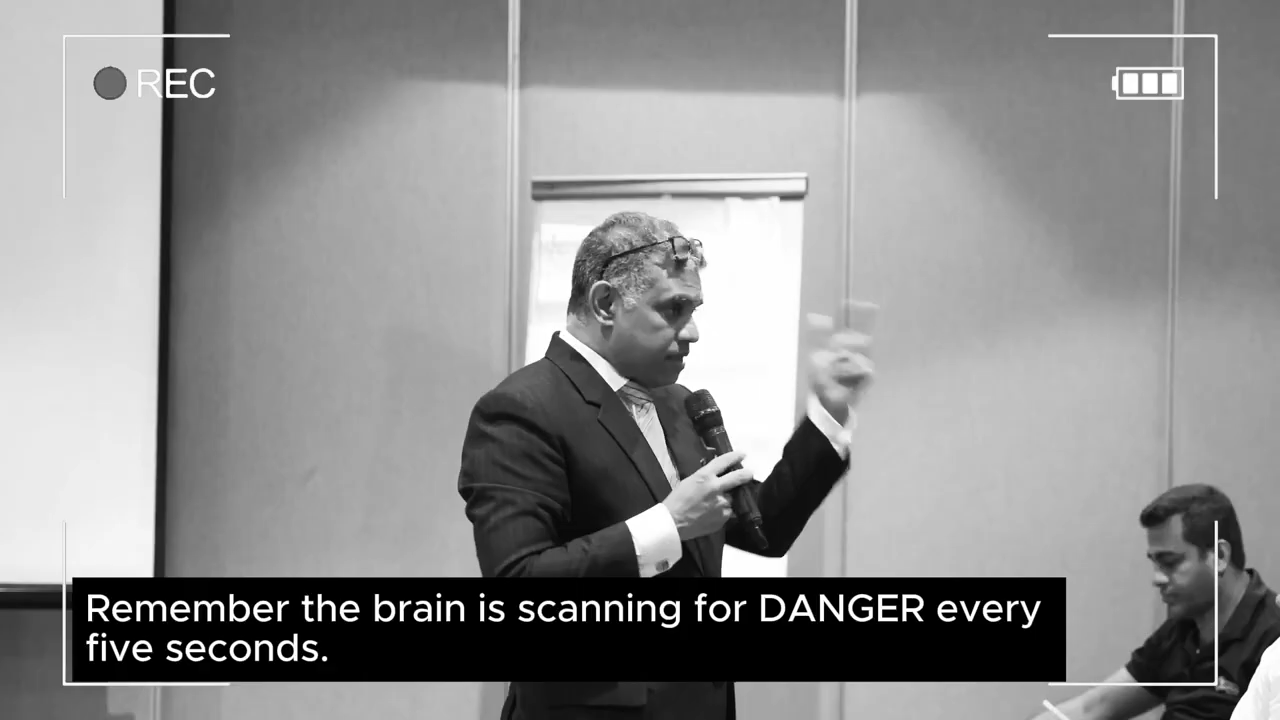 REC
Remember the brain is scanning for DANGER every
five seconds.